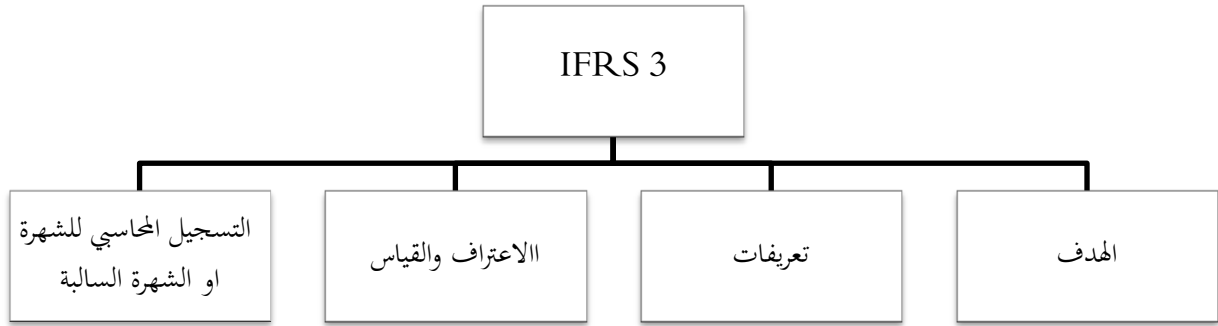 IFRS 3
الهدف
تعريفات
االاعتراف والقياس
التسجيل المحاسبي للشهرة
او الشهرة السالبة